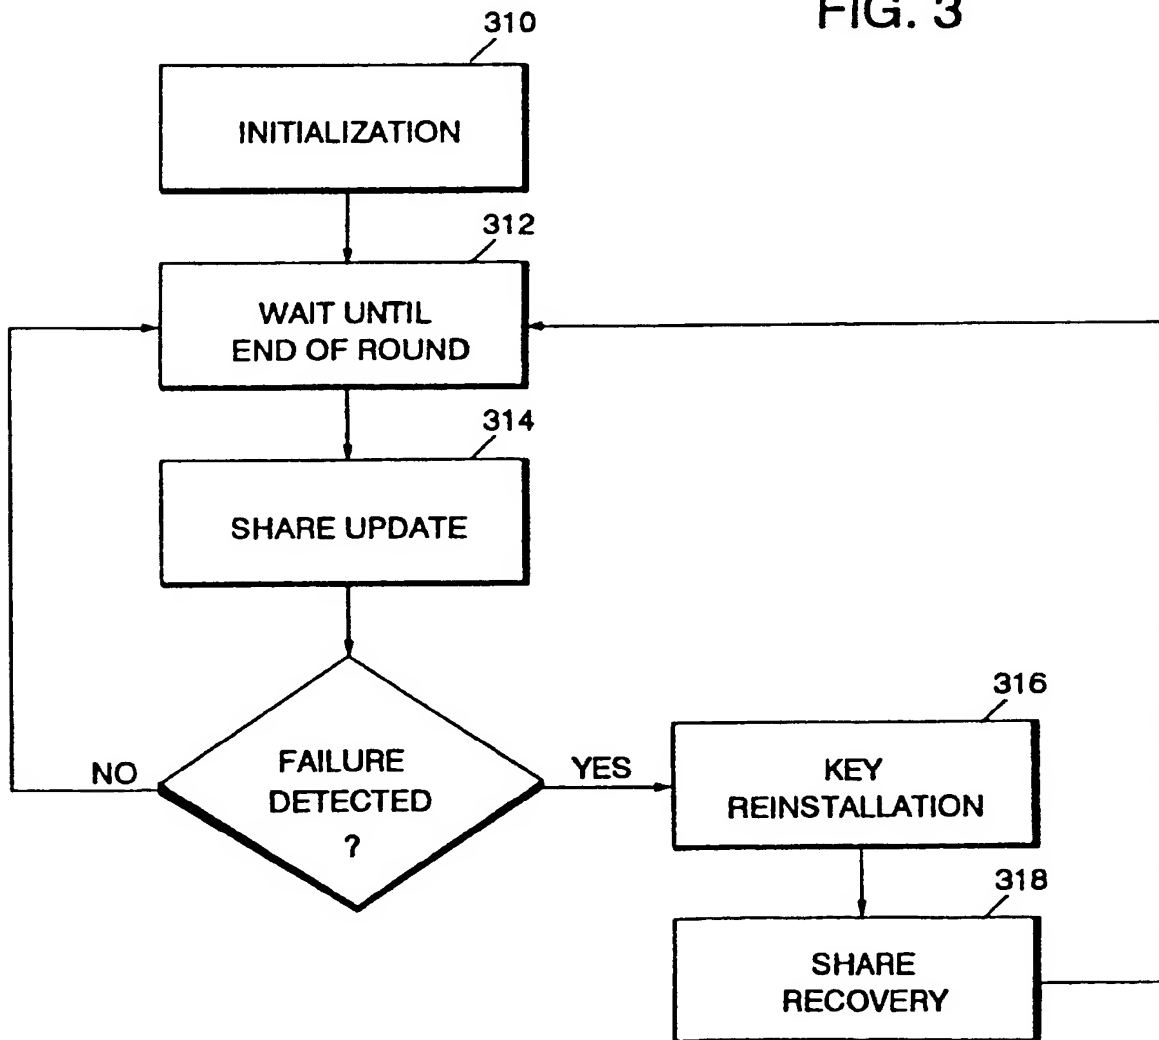 FIG. 3
310
INITIALIZATION
312
WAIT UNTIL
END OF ROUND
314
SHARE UPDATE
FAILURE
DETECTED
?
NO
YES
316
KEY
REINSTALLATION
318
SHARE
RECOVERY